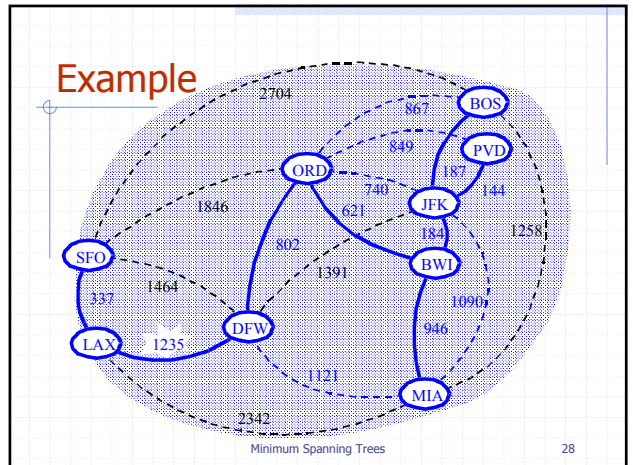 Example
2704
867
BOS
849
PVD
ORD
187
740
144
JFK
1846
621
184
1258
802
1391
SFO
BWI
1464
337
1090
DFW
946
LAX
1235
1121
MIA
2342
Minimum Spanning Trees
28